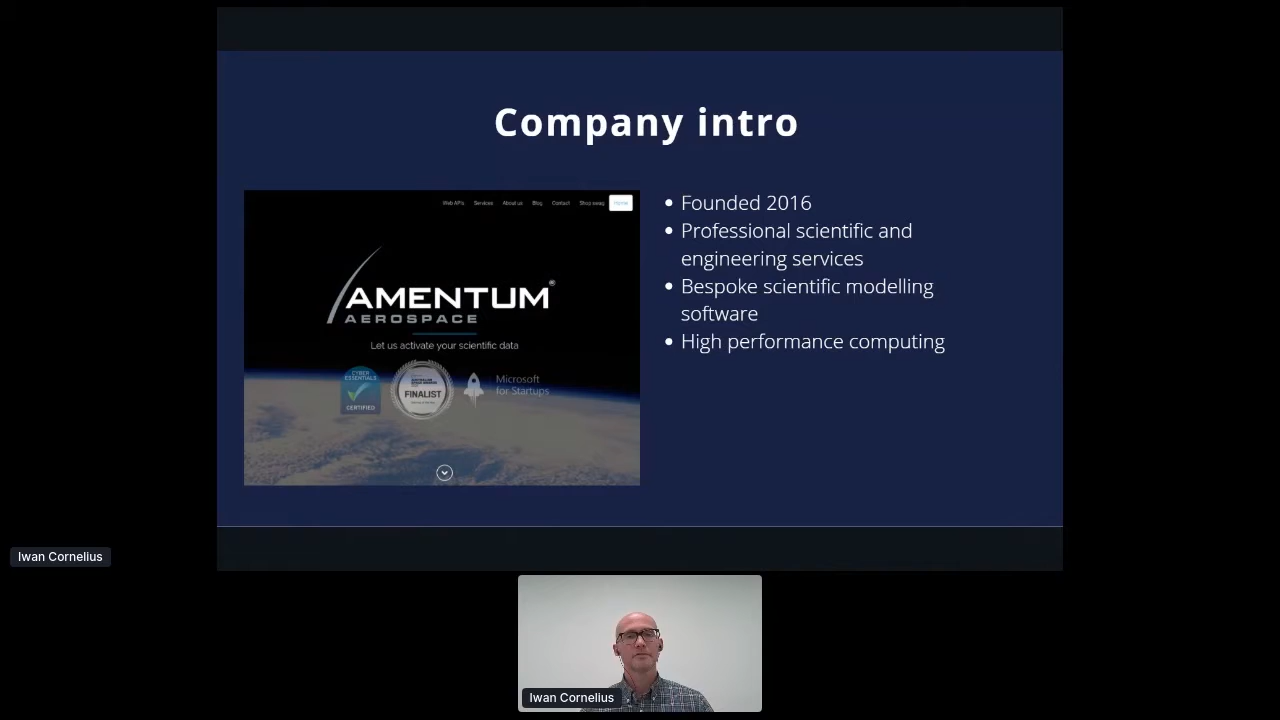 Company intro
Web APIs Services About us Blog Contact Shop swag
AMENTUM®
AEROSPACE
Let us activate your scientific data
CYBER
ESSENTIALS
CERTIFIED
FINALIST
Microsoft
for Startups
• Founded 2016
• Professional scientific and
engineering services
• Bespoke scientific modelling
software
• High performance computing
Iwan Cornelius
Iwan Cornelius